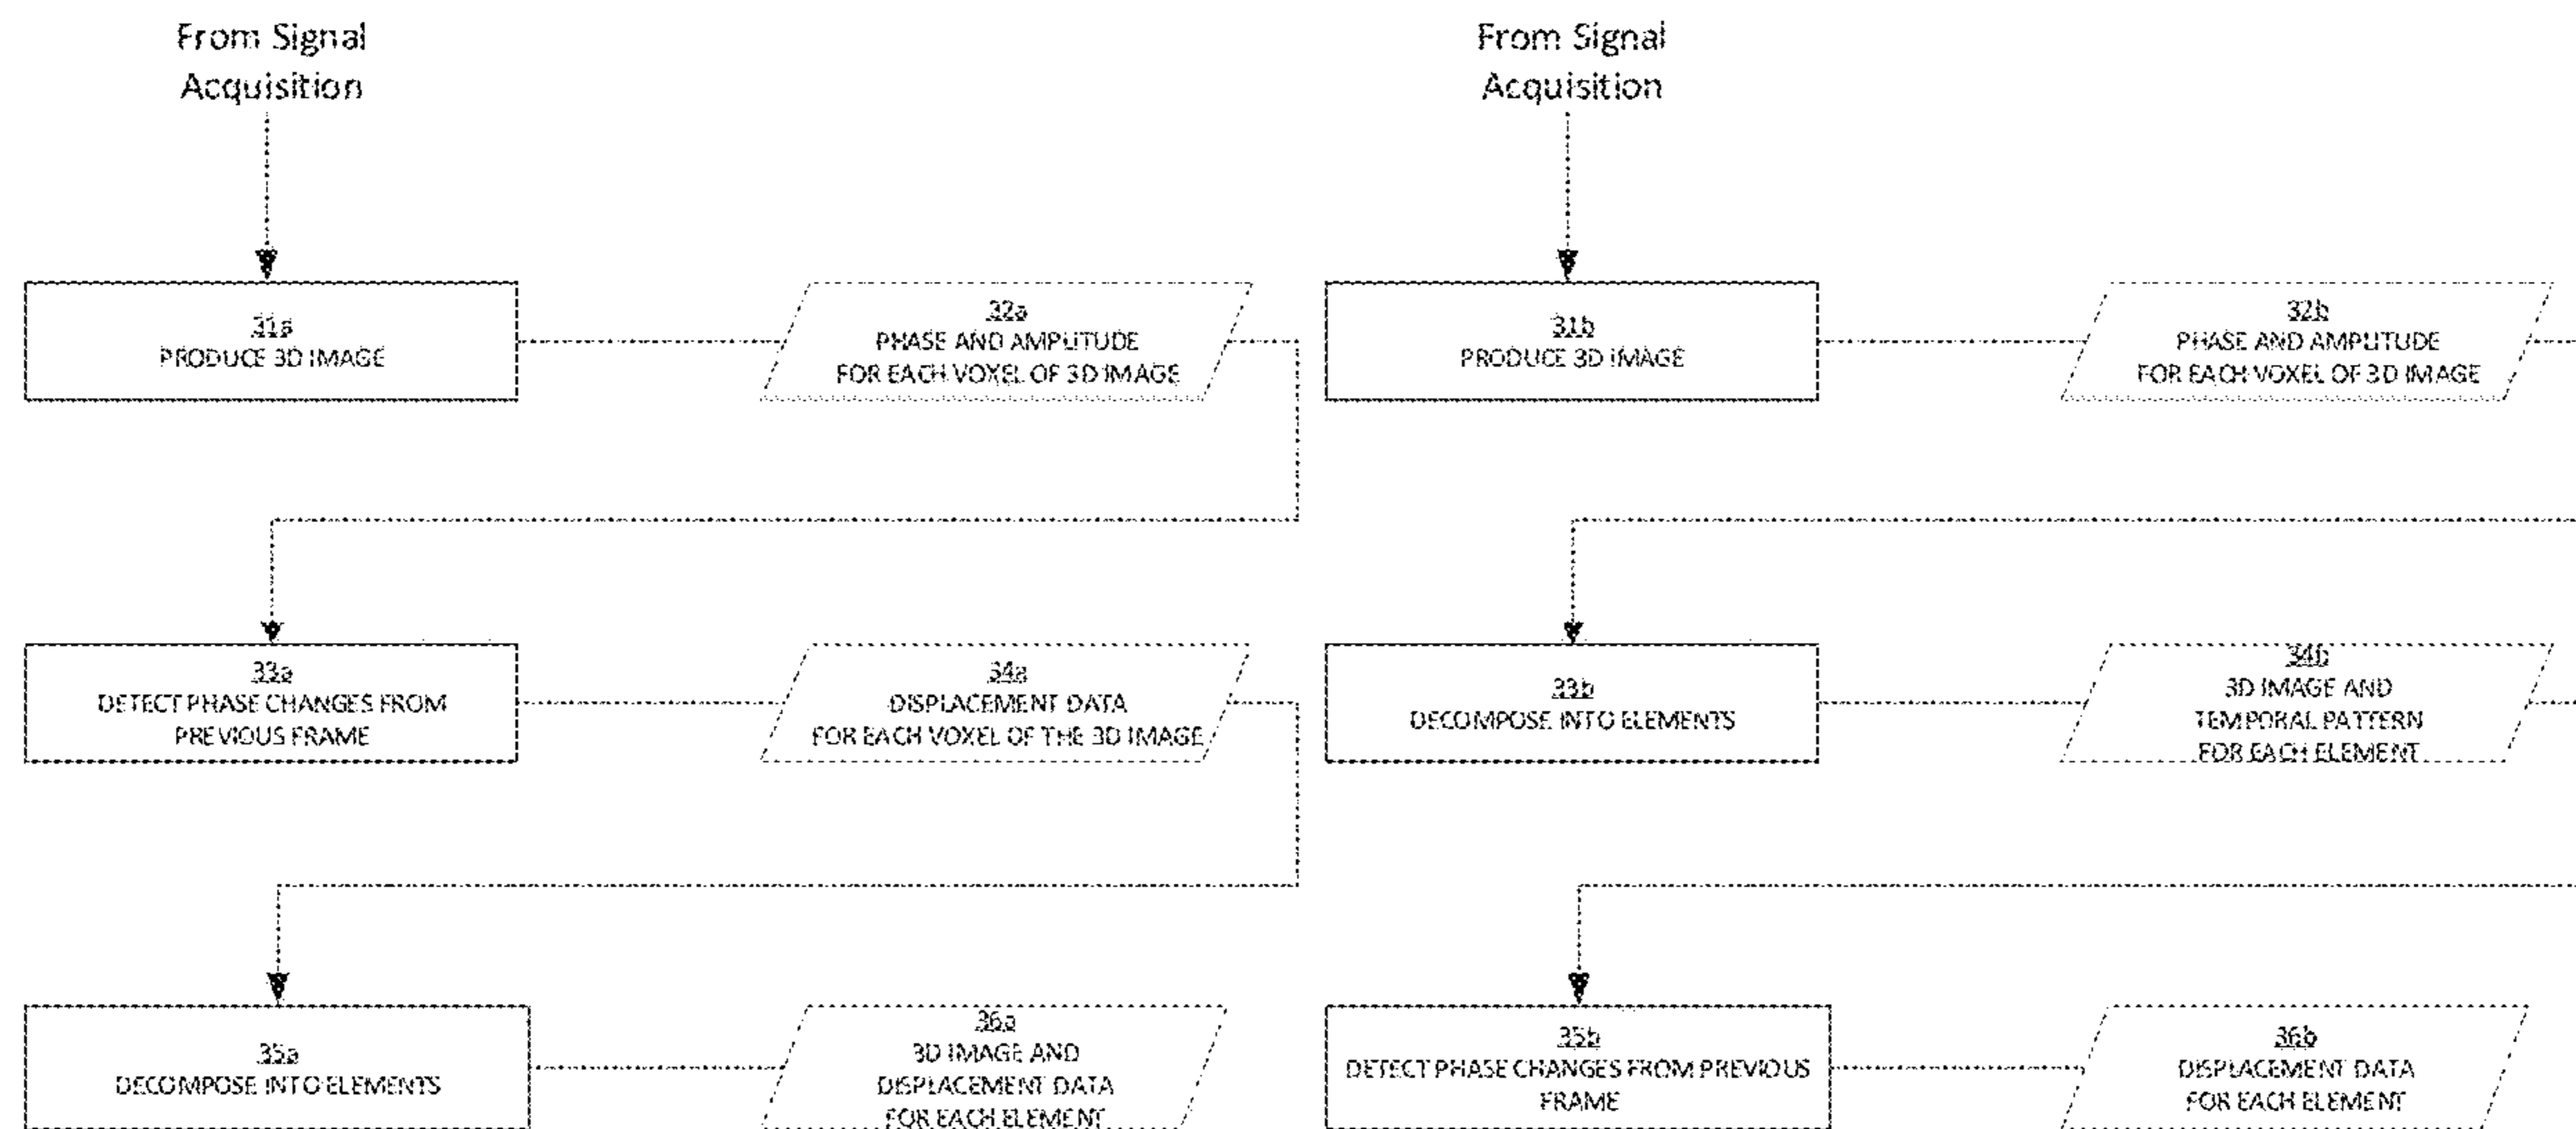 From Signal
Acquisition
31a
PRODUCE 3D IMAGE
32a
PHASE AND AMPLITUDE
FOR EACH VOXEL OF 3D IMAGE
33a
DETECT PHASE CHANGES FROM
PREVIOUS FRAME
34a
DISPLACEMENT DATA
FOR EACH VOXEL OF THE 3D IMAGE
35a
DECOMPOSE INTO ELEMENTS
36a
3D IMAGE AND
DISPLACEMENT DATA
FOR EACH ELEMENT
From Signal
Acquisition
31b
PRODUCE 3D IMAGE
32b
PHASE AND AMPLITUDE
FOR EACH VOXEL OF 3D IMAGE
33b
DECOMPOSE INTO ELEMENTS
34b
3D IMAGE AND
TEMPORAL PATTERN
FOR EACH ELEMENT
35b
DETECT PHASE CHANGES FROM PREVIOUS
FRAME
36b
DISPLACEMENT DATA
FOR EACH ELEMENT